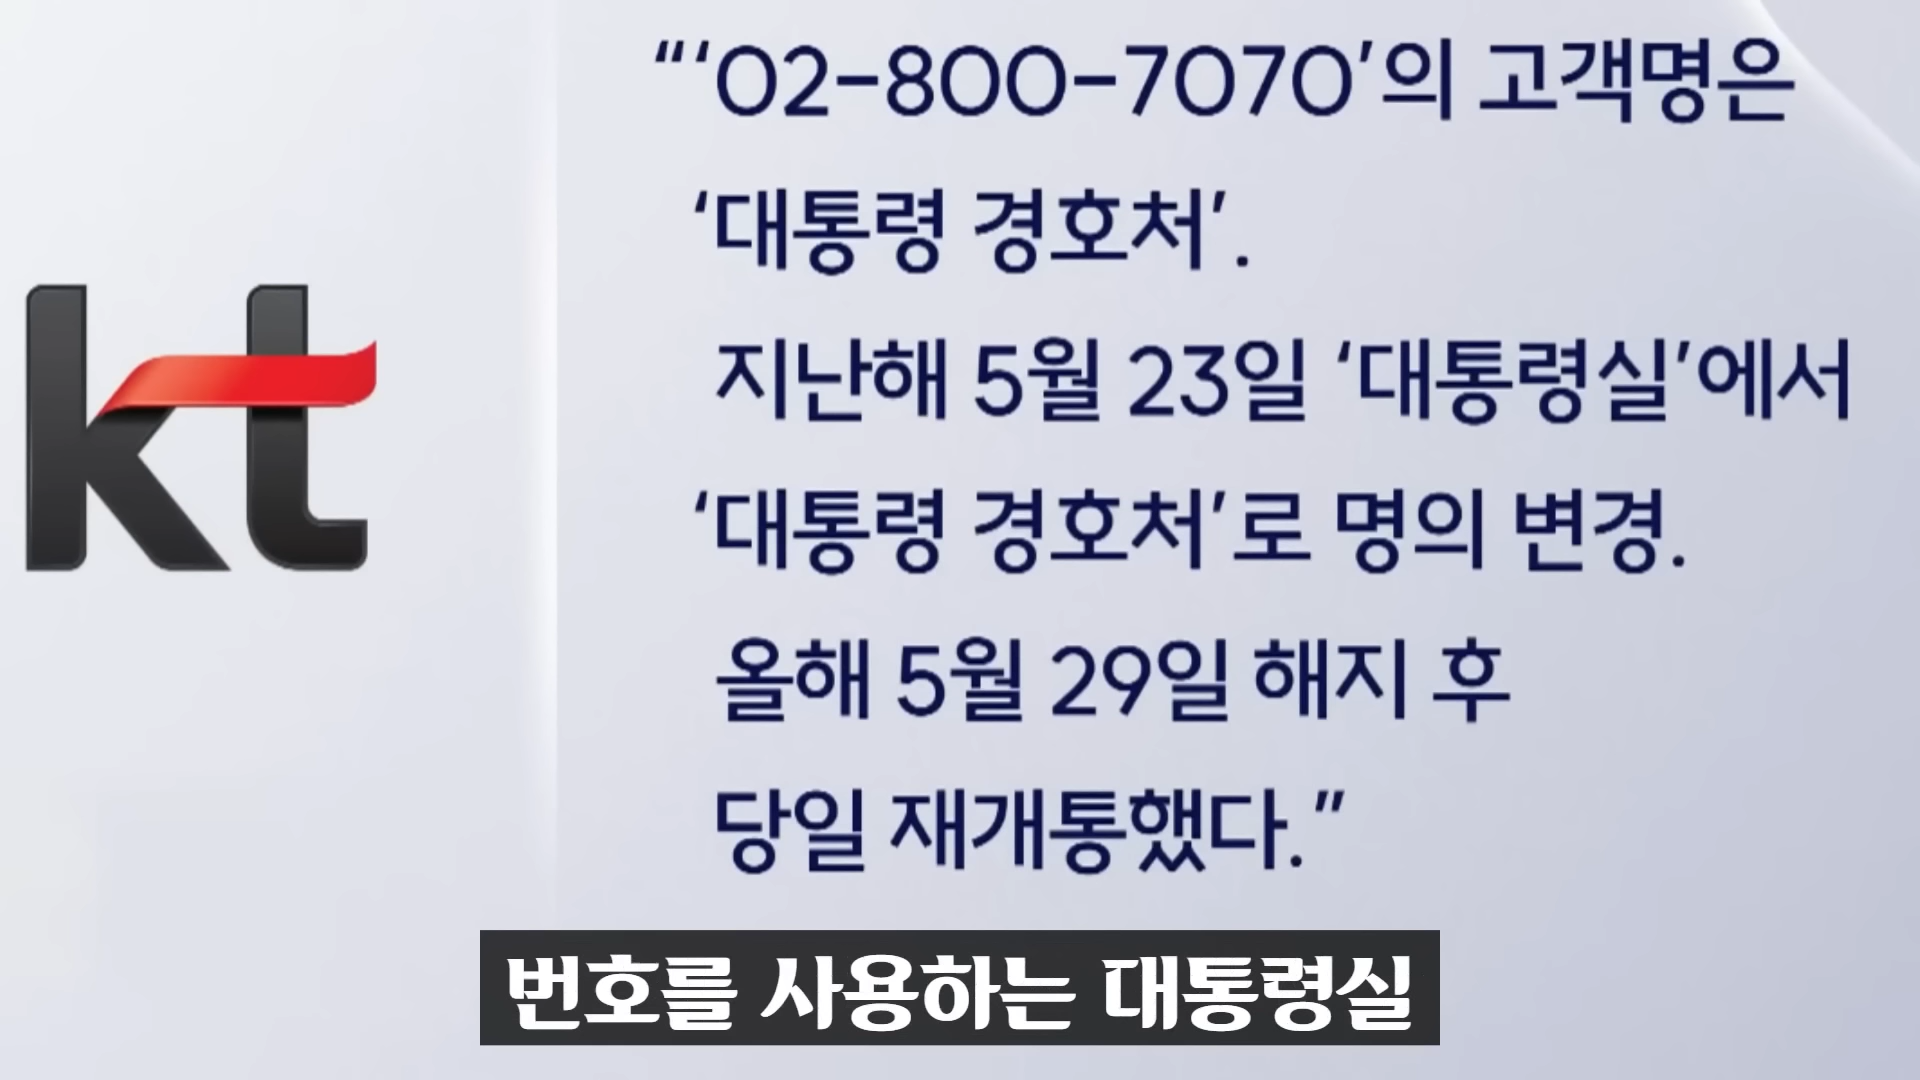 kt
“‘02-800-7070’의 고객명은
‘대통령 경호처’.
지난해 5월 23일 ‘대통령실’에서
‘대통령 경호처’로 명의 변경.
올해 5월 29일 해지 후
당일 재개통했다.”
번호를 사용하는 대통령실